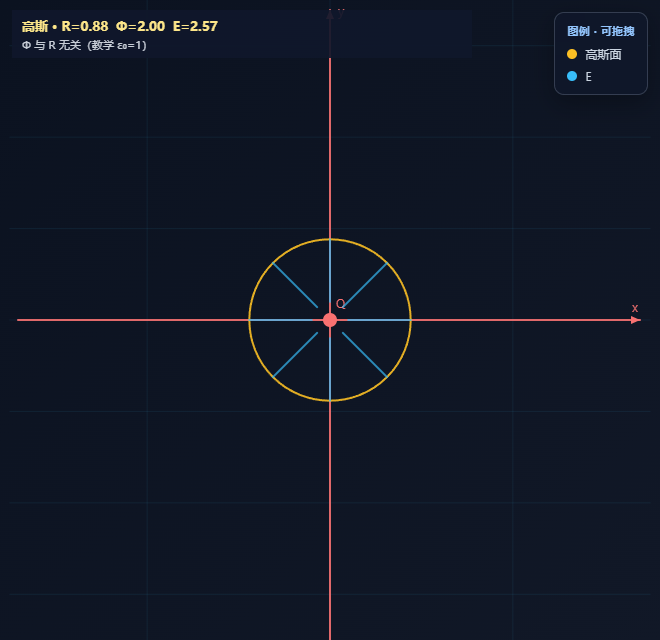 高斯 • R=0.88 Φ=2.00 E=2.57
Φ 与 R 无关（教学 ε₀=1）
图例 · 可拖拽
高斯面
E
Q
x